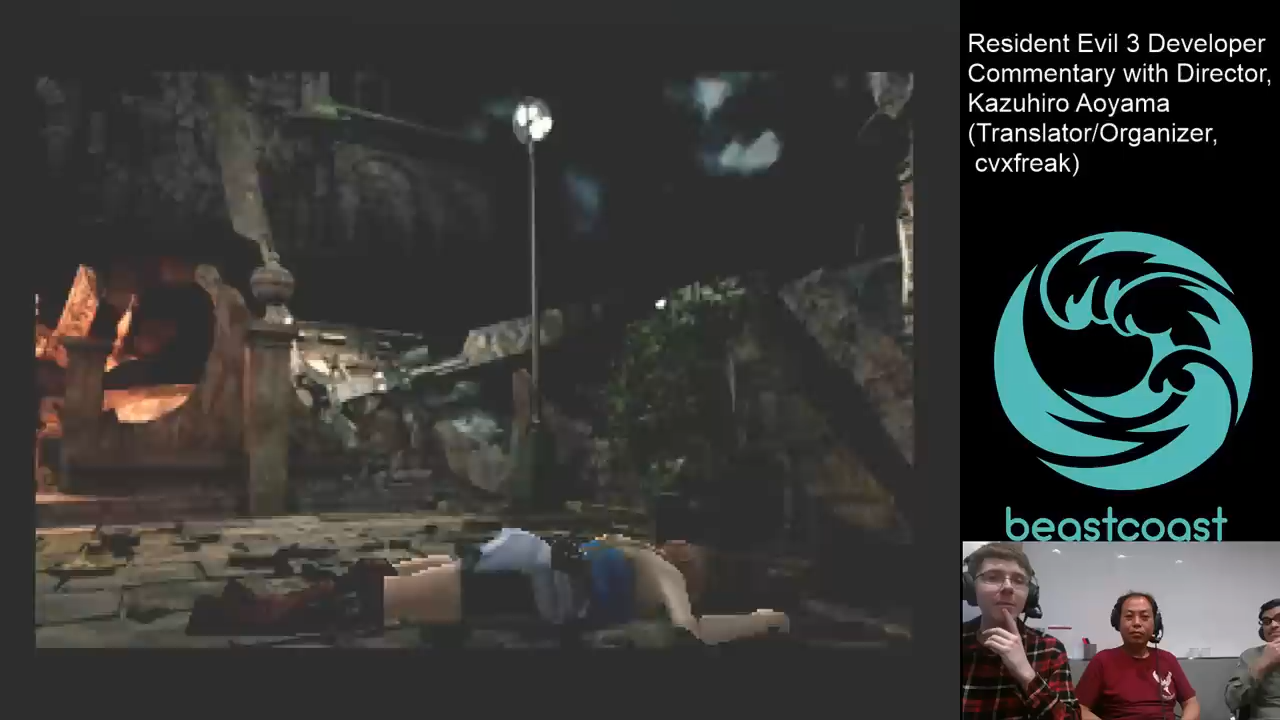 Resident Evil 3 Developer
Commentary with Director,
Kazuhiro Aoyama
(Translator/Organizer,
cvxfreak)
beastcoast